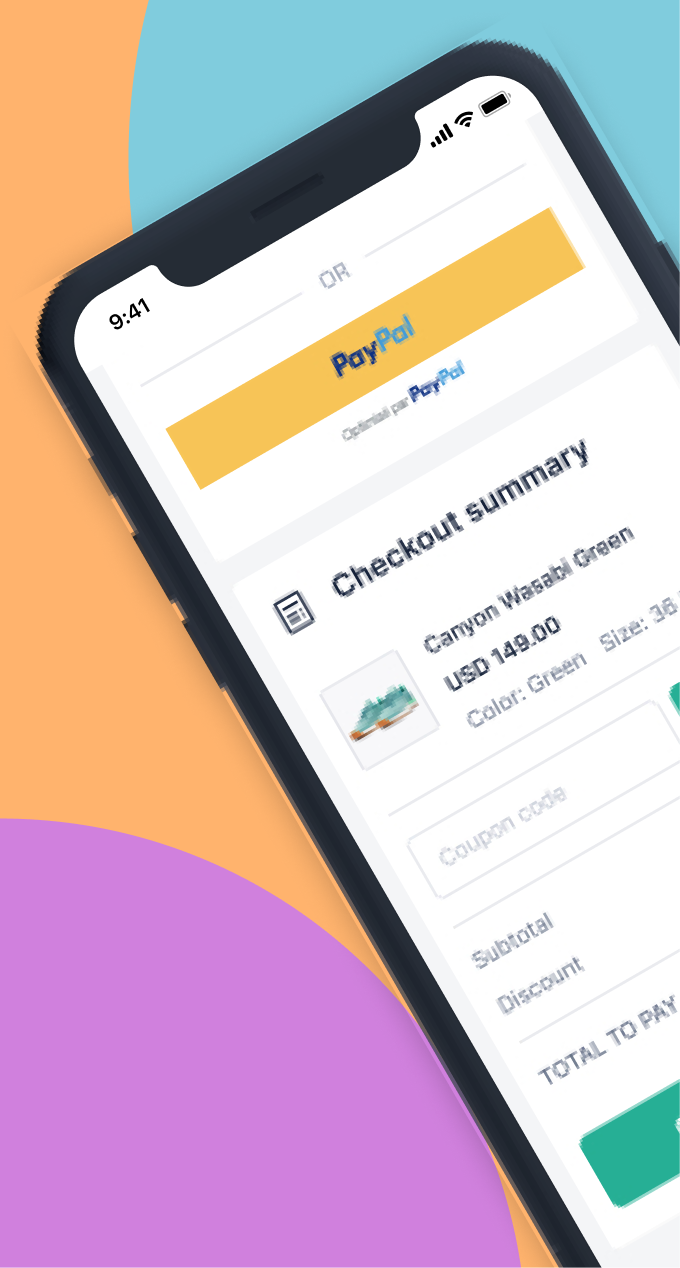 9:41
OR
PayPal
Optimisé par PayPal
Checkout summary
Canyon Wasabi Green
USD 149.00
Color: Green Size: 36
Coupon code
Subtotal
Discount
TOTAL TO PAY